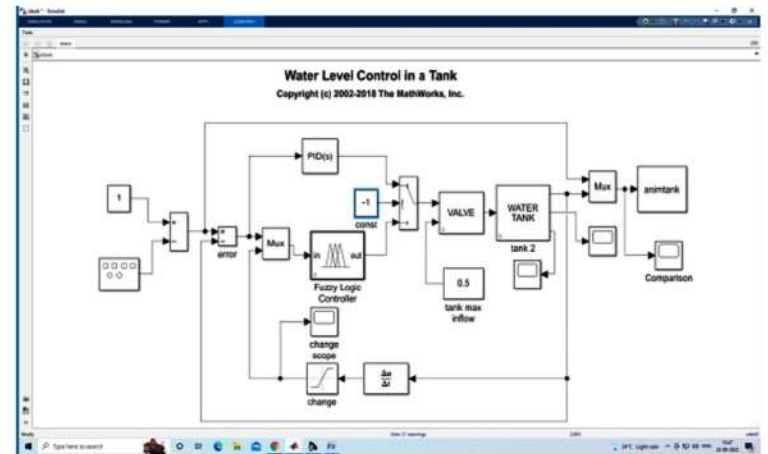 Water Level Control in a Tank
Copyright (c) 2002-2018 The MathWorks, Inc.
PID(s)
1
-1
const
Mux
animtank
VALVE
WATER
TANK
tank 2
error
Mux
in
out
Fuzzy Logic
Controller
0.5
tank max
inflow
Comparison
change
scope
Δu
Δt
change
Type here to search